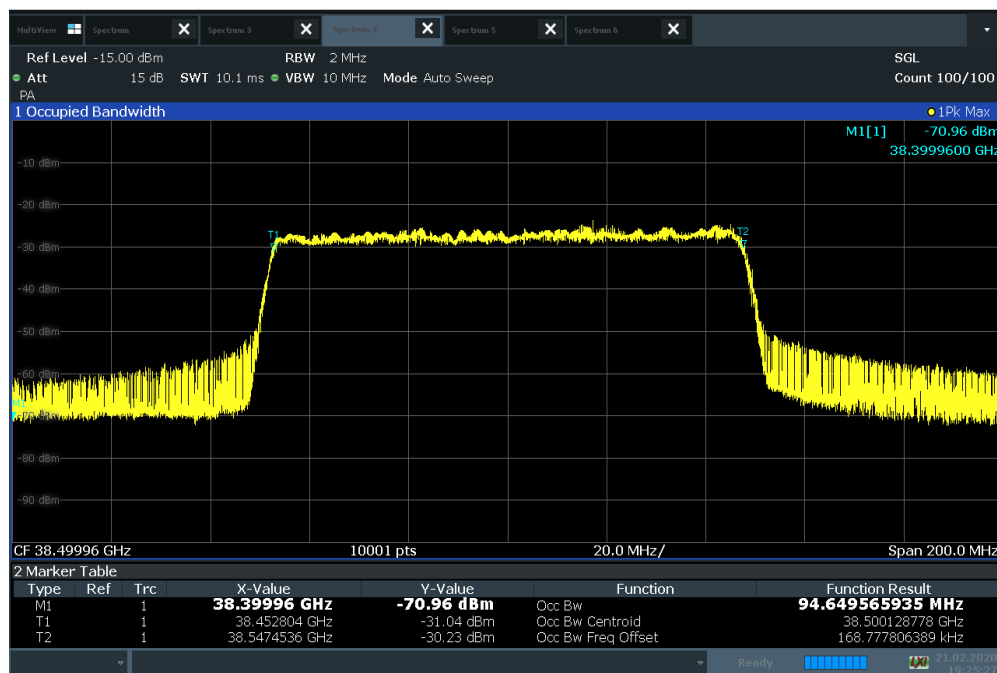 MultiView Spectrum X Spectrum 3 X Spectrum 4 X Spectrum 5 X Spectrum 6 X
Ref Level -15.00 dBm RBW 2 MHz SGL
Att 15 dB SWT 10.1 ms VBW 10 MHz Mode Auto Sweep Count 100/100
PA
1 Occupied Bandwidth 1Pk Max
M1[1] -70.96 dBm
38.3999600 GHz
-10 dBm
-20 dBm
T1 T2
-30 dBm
-40 dBm
-50 dBm
-60 dBm
M1
-70 dBm
-80 dBm
-90 dBm
CF 38.49996 GHz 10001 pts 20.0 MHz/ Span 200.0 MHz
2 Marker Table
Type Ref Trc X-Value Y-Value Function Function Result
M1 1 38.39996 GHz -70.96 dBm Occ Bw 94.649565935 MHz
T1 1 38.452804 GHz -31.04 dBm Occ Bw Centroid 38.500128778 GHz
T2 1 38.5474536 GHz -30.23 dBm Occ Bw Freq Offset 168.777806389 kHz
Ready LXI 21.02.2020
19:25:27